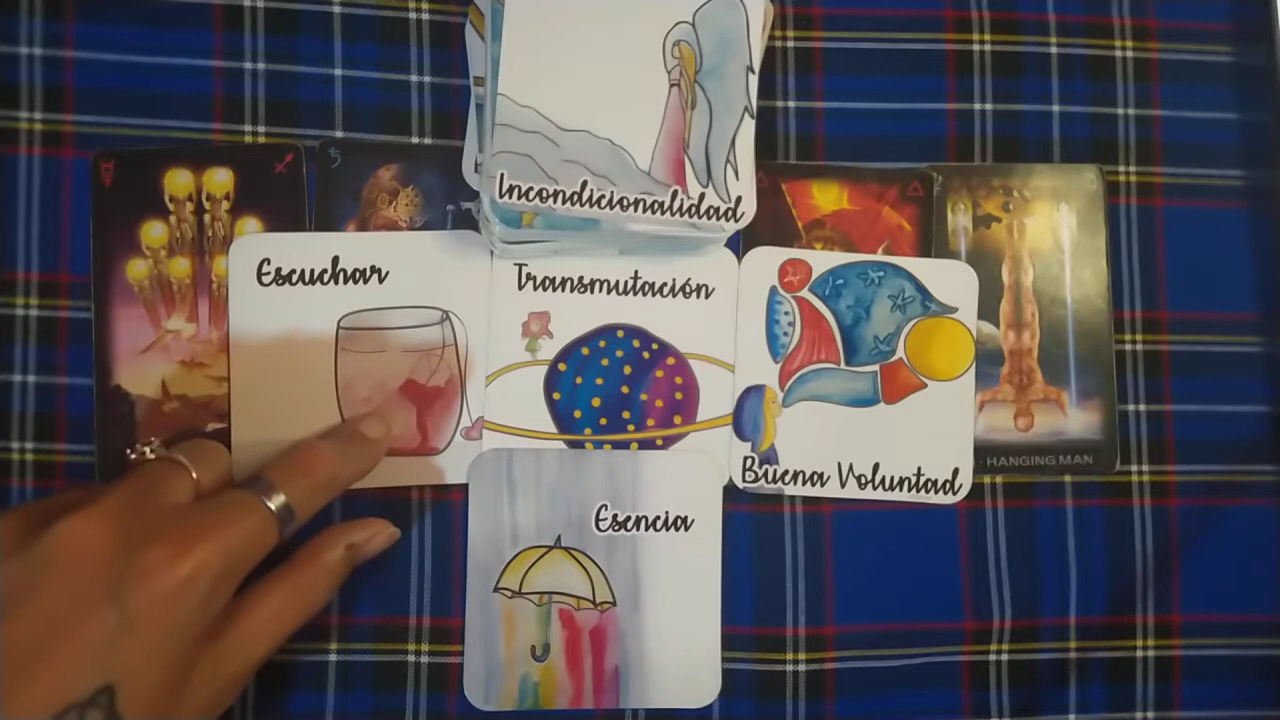 Incondicionalidad
Escuchar
Transmutación
Buena Voluntad
- HANGING MAN
Esencia